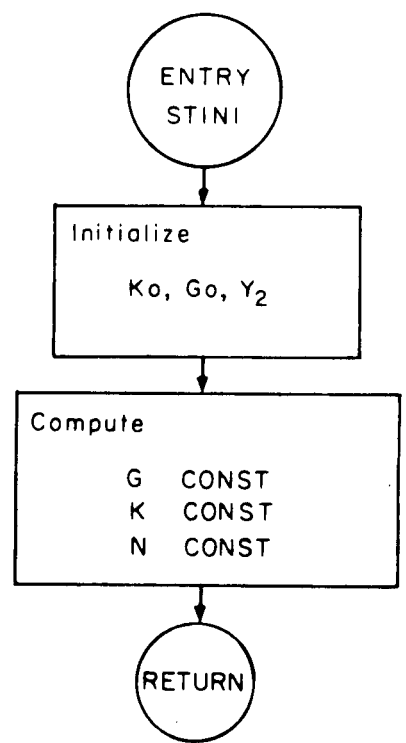 ENTRY
STINI
Initialize
Ko, Go, Y2
Compute
G CONST
K CONST
N CONST
RETURN